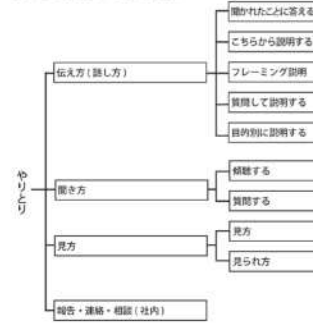 やりとり
伝え方（話し方）
聞かれたことに答える
こちらから説明する
フレーミング説明
質問して説明する
目的別に説明する
聞き方
傾聴する
質問する
見方
見方
見られ方
報告・連絡・相談（社内）